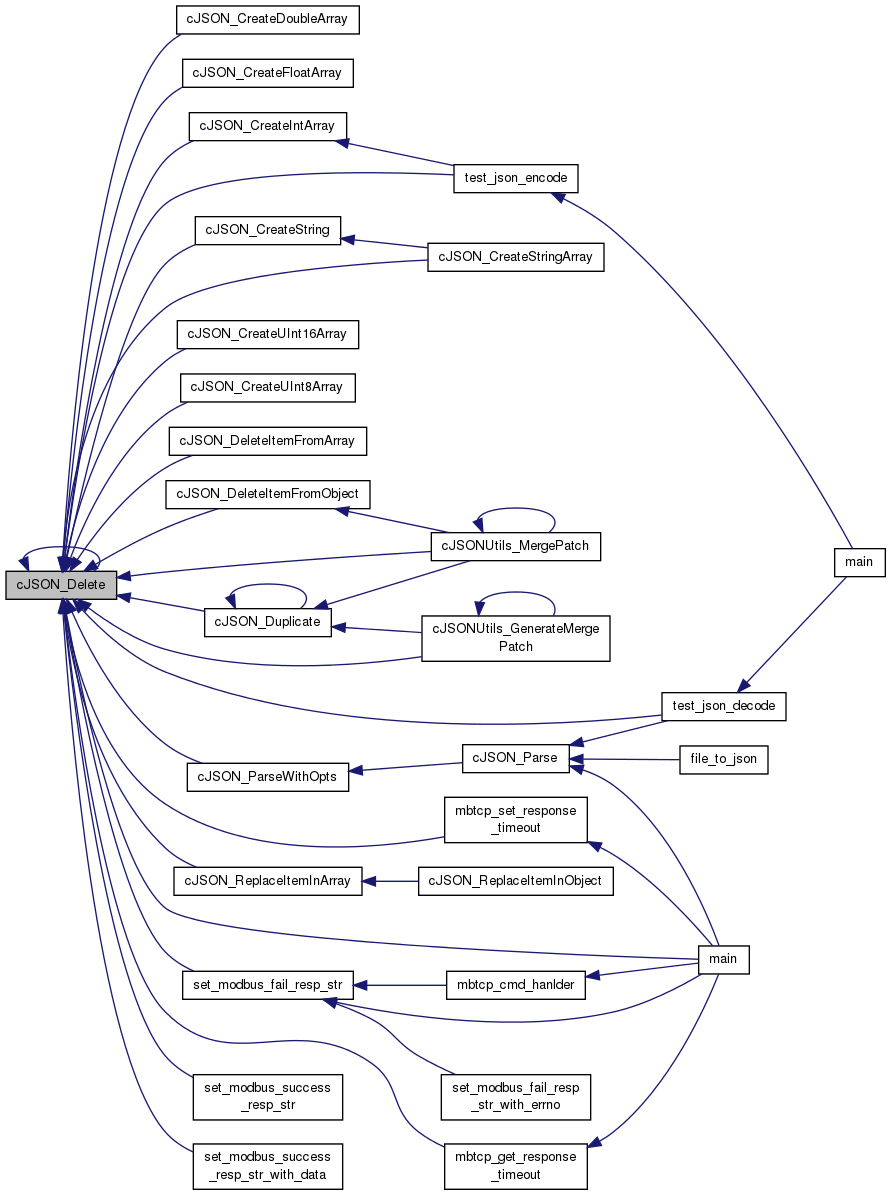 cJSON_CreateDoubleArray
cJSON_CreateFloatArray
cJSON_CreateIntArray
test_json_encode
cJSON_CreateString
cJSON_CreateStringArray
cJSON_CreateUInt16Array
cJSON_CreateUInt8Array
cJSON_DeleteItemFromArray
cJSON_DeleteItemFromObject
cJSONUtils_MergePatch
main
cJSON_Delete
cJSON_Duplicate
cJSONUtils_GenerateMerge
Patch
test_json_decode
cJSON_Parse
file_to_json
cJSON_ParseWithOpts
mbtcp_set_response
_timeout
cJSON_ReplaceItemInArray
cJSON_ReplaceItemInObject
main
set_modbus_fail_resp_str
mbtcp_cmd_hanlder
set_modbus_success
_resp_str
set_modbus_fail_resp
_str_with_errno
set_modbus_success
_resp_str_with_data
mbtcp_get_response
_timeout